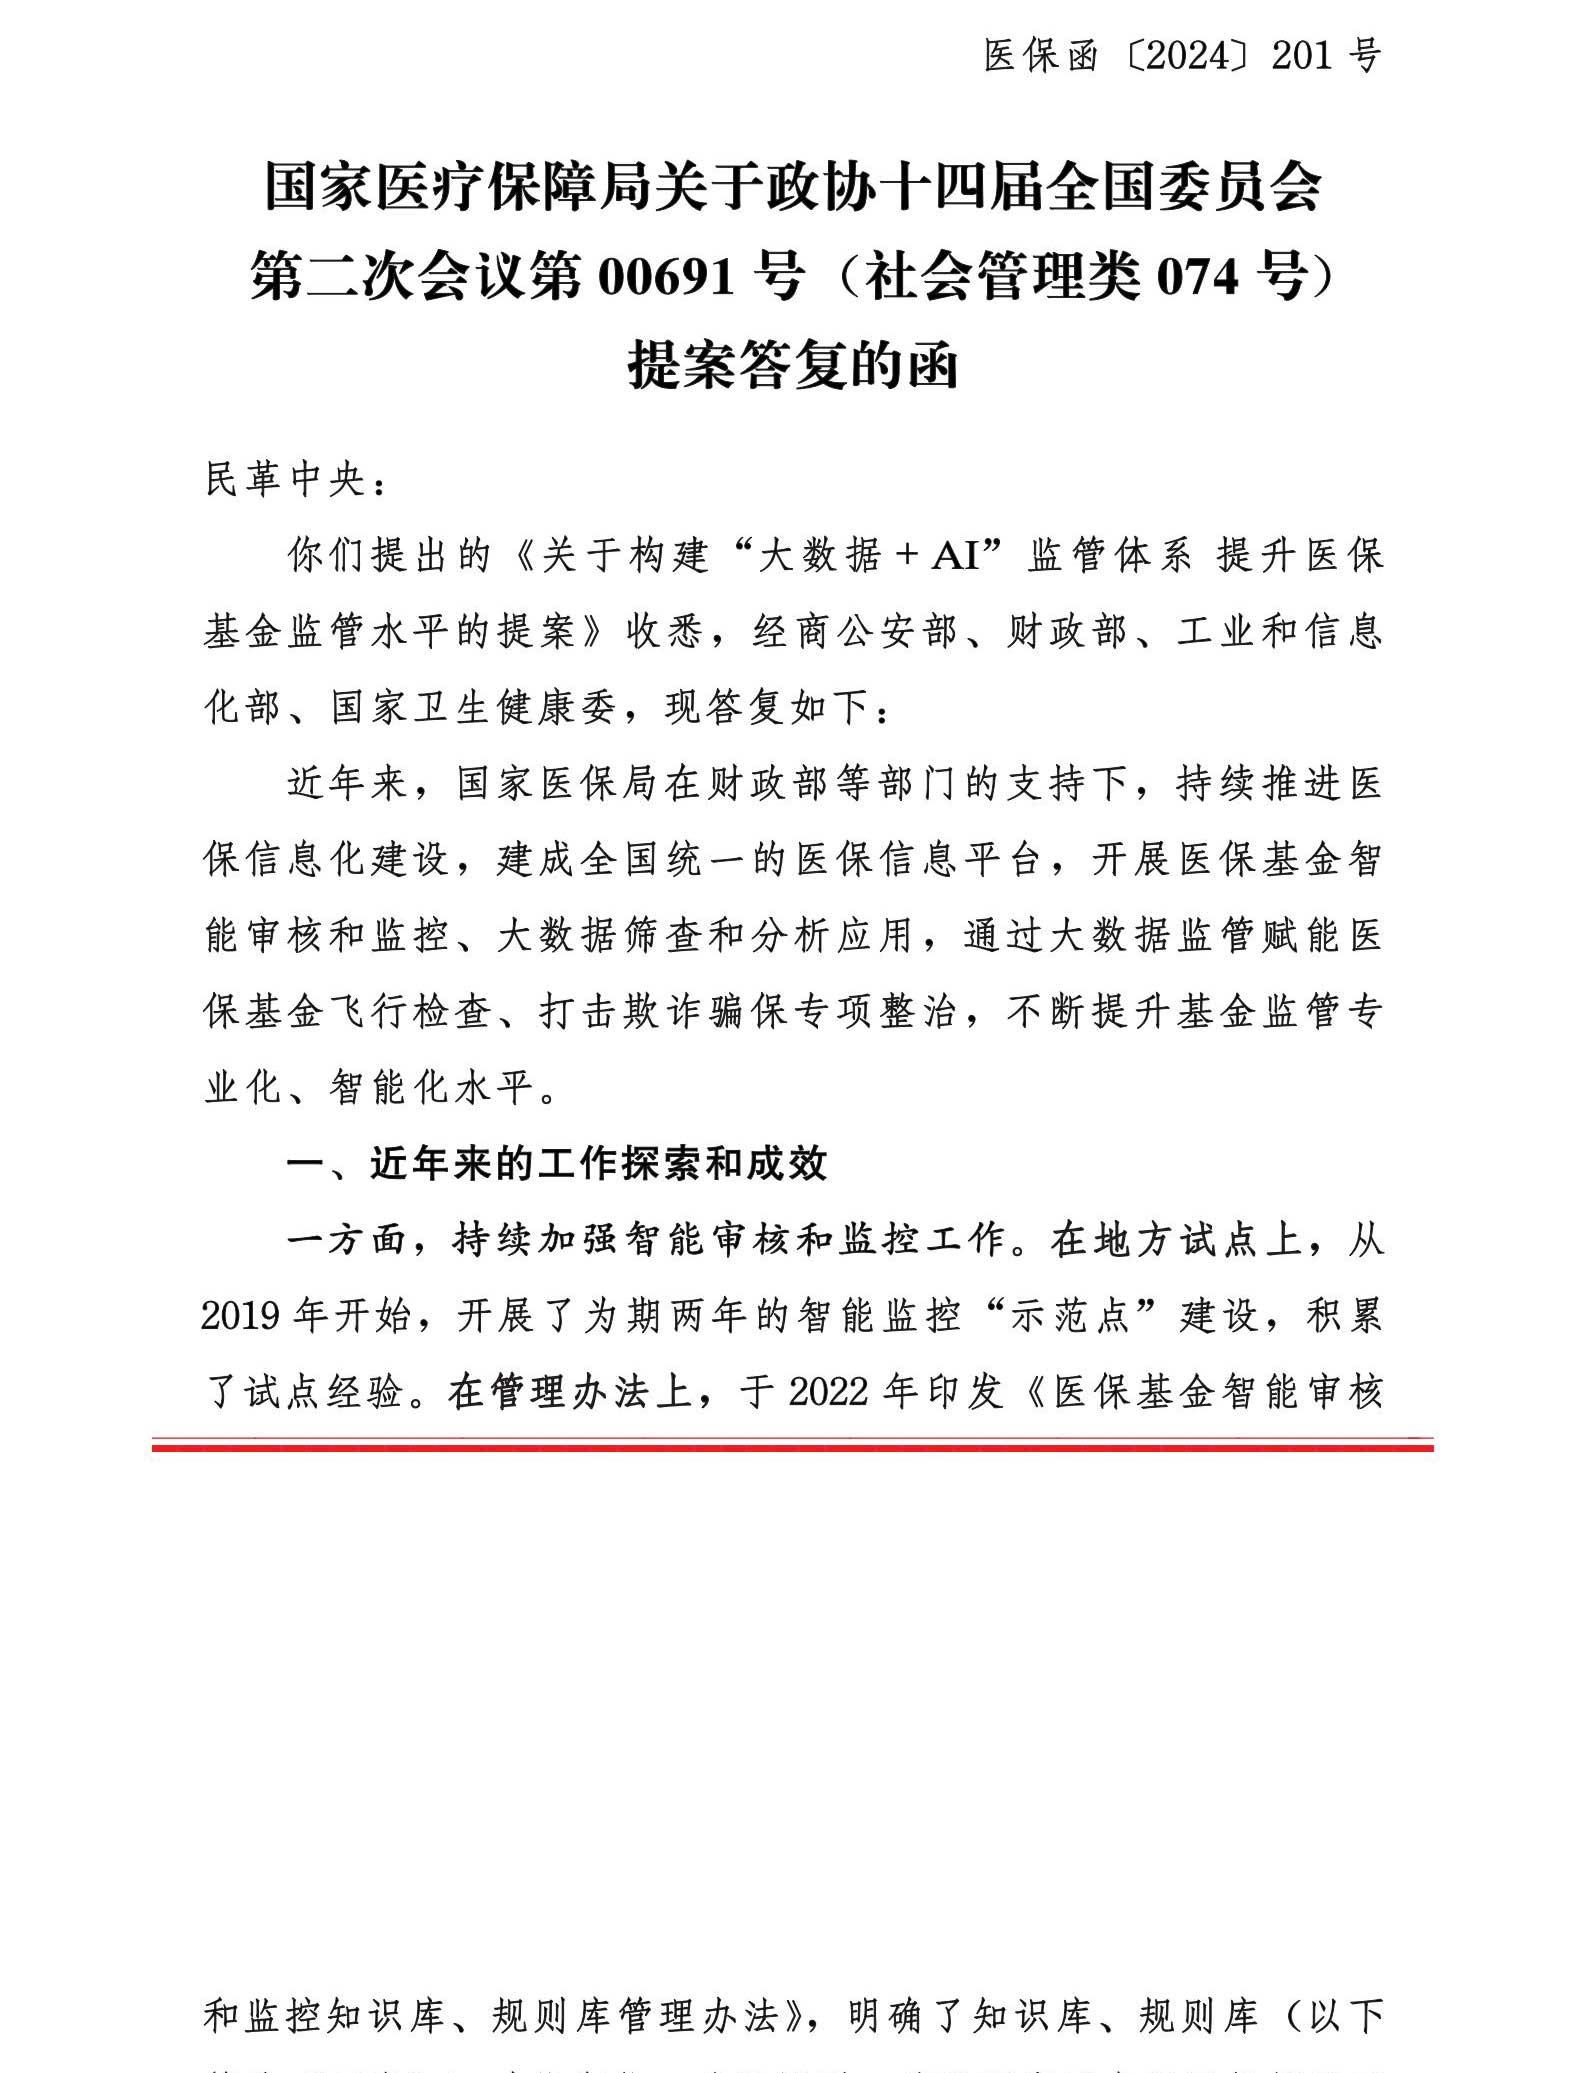 医保函〔2024〕201 号
国家医疗保障局关于政协十四届全国委员会
第二次会议第 00691 号（社会管理类 074 号）
提案答复的函
民革中央：
你们提出的《关于构建“大数据+AI”监管体系 提升医保
基金监管水平的提案》收悉，经商公安部、财政部、工业和信息
化部、国家卫生健康委，现答复如下：
近年来，国家医保局在财政部等部门的支持下，持续推进医
保信息化建设，建成全国统一的医保信息平台，开展医保基金智
能审核和监控、大数据筛查和分析应用，通过大数据监管赋能医
保基金飞行检查、打击欺诈骗保专项整治，不断提升基金监管专
业化、智能化水平。
一、近年来的工作探索和成效
一方面，持续加强智能审核和监控工作。在地方试点上，从
2019 年开始，开展了为期两年的智能监控“示范点”建设，积累
了试点经验。在管理办法上，于 2022 年印发《医保基金智能审核
和监控知识库、规则库管理办法》，明确了知识库、规则库（以下